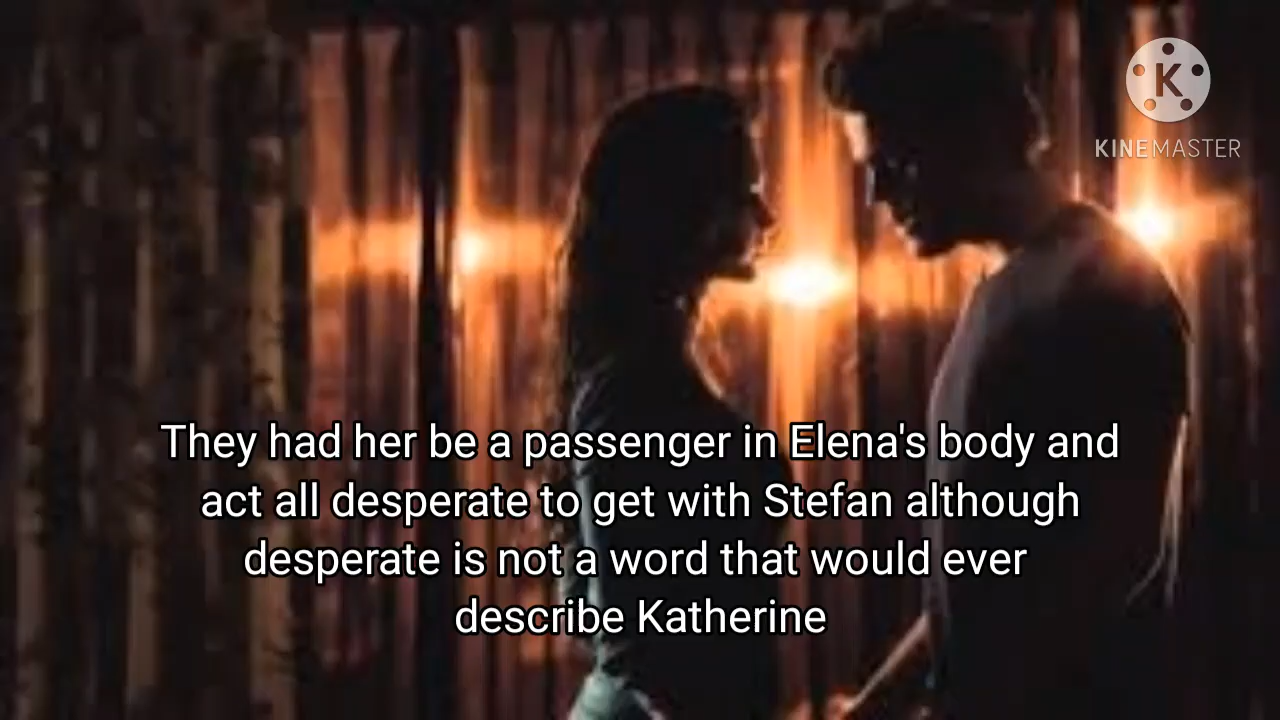 K
KINEMASTER
They had her be a passenger in Elena's body and
act all desperate to get with Stefan although
desperate is not a word that would ever
describe Katherine